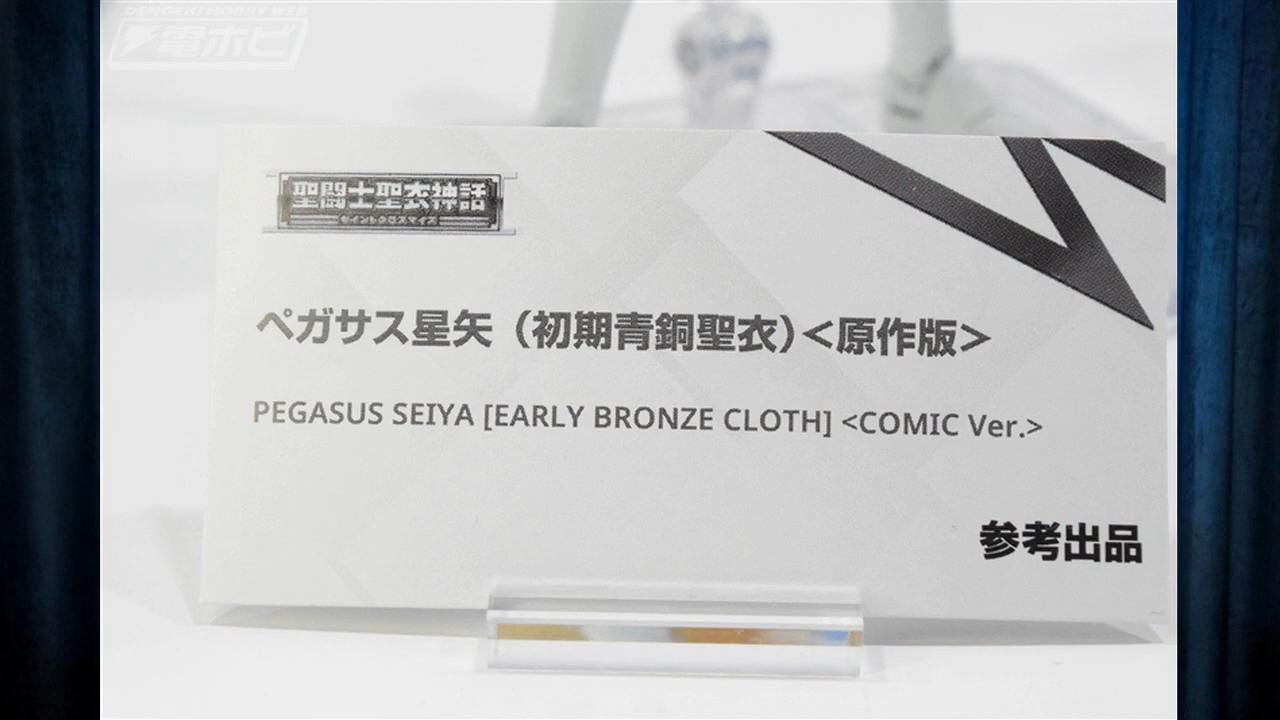 DENGEKI HOBBY WEB
電ホビ
聖闘士聖衣神話
セイントクロスマイス
ペガサス星矢（初期青銅聖衣）＜原作版＞
PEGASUS SEIYA [EARLY BRONZE CLOTH] <COMIC Ver.>
参考出品